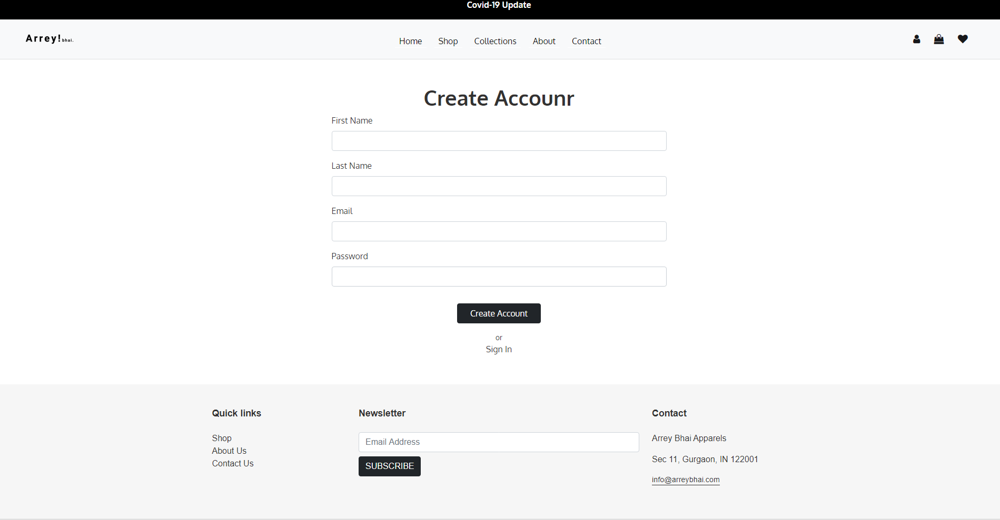 Covid-19 Update
Arrey! bhai.
Home Shop Collections About Contact
Create Accounr
First Name
Last Name
Email
Password
Create Account
or
Sign In
Quick links
Shop
About Us
Contact Us
Newsletter
Email Address
SUBSCRIBE
Contact
Arrey Bhai Apparels
Sec 11, Gurgaon, IN 122001
info@arreybhai.com